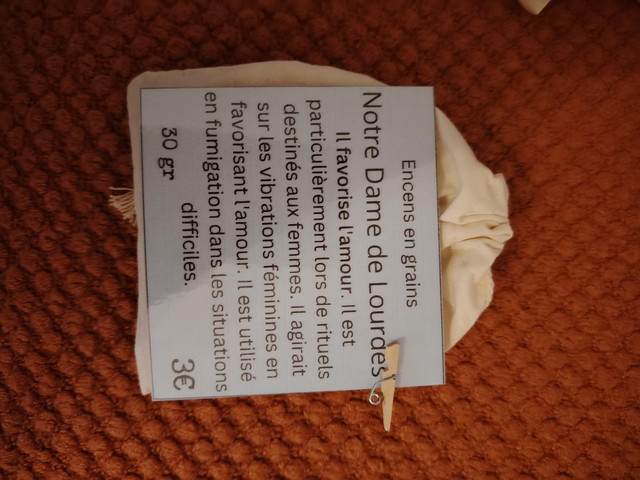 Encens en grains
Notre Dame de Lourdes
Il favorise l'amour. Il est
particulièrement lors de rituels
destinés aux femmes. Il agirait
sur les vibrations féminines en
favorisant l'amour. Il est utilisé
en fumigation dans les situations
difficiles.
30 gr
3€